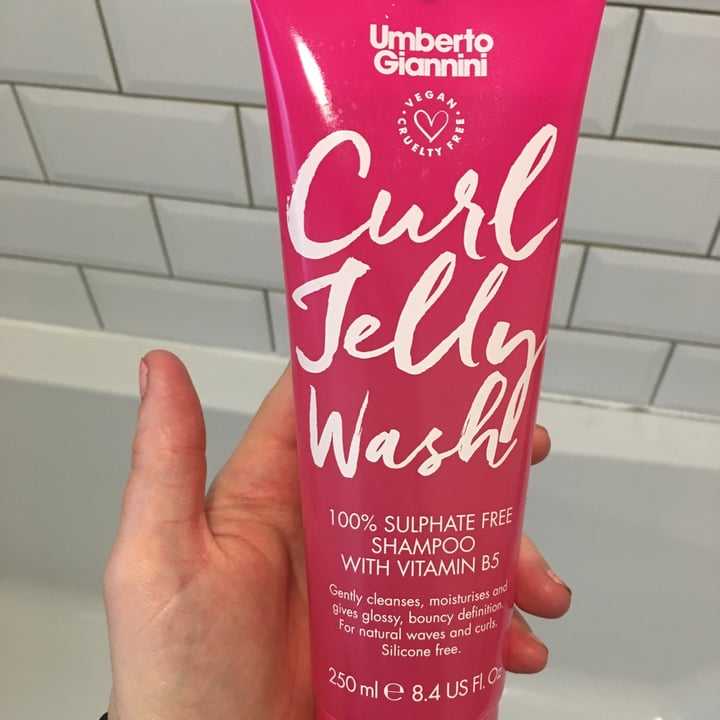 Umberto
Giannini
VEGAN
CRUELTY FREE
Curl
Jelly
Wash
100% SULPHATE FREE
SHAMPOO
WITH VITAMIN B5
Gently cleanses, moisturises and
gives glossy, bouncy definition.
For natural waves and curls.
Silicone free.
250 ml ℮ 8.4 US Fl. Oz